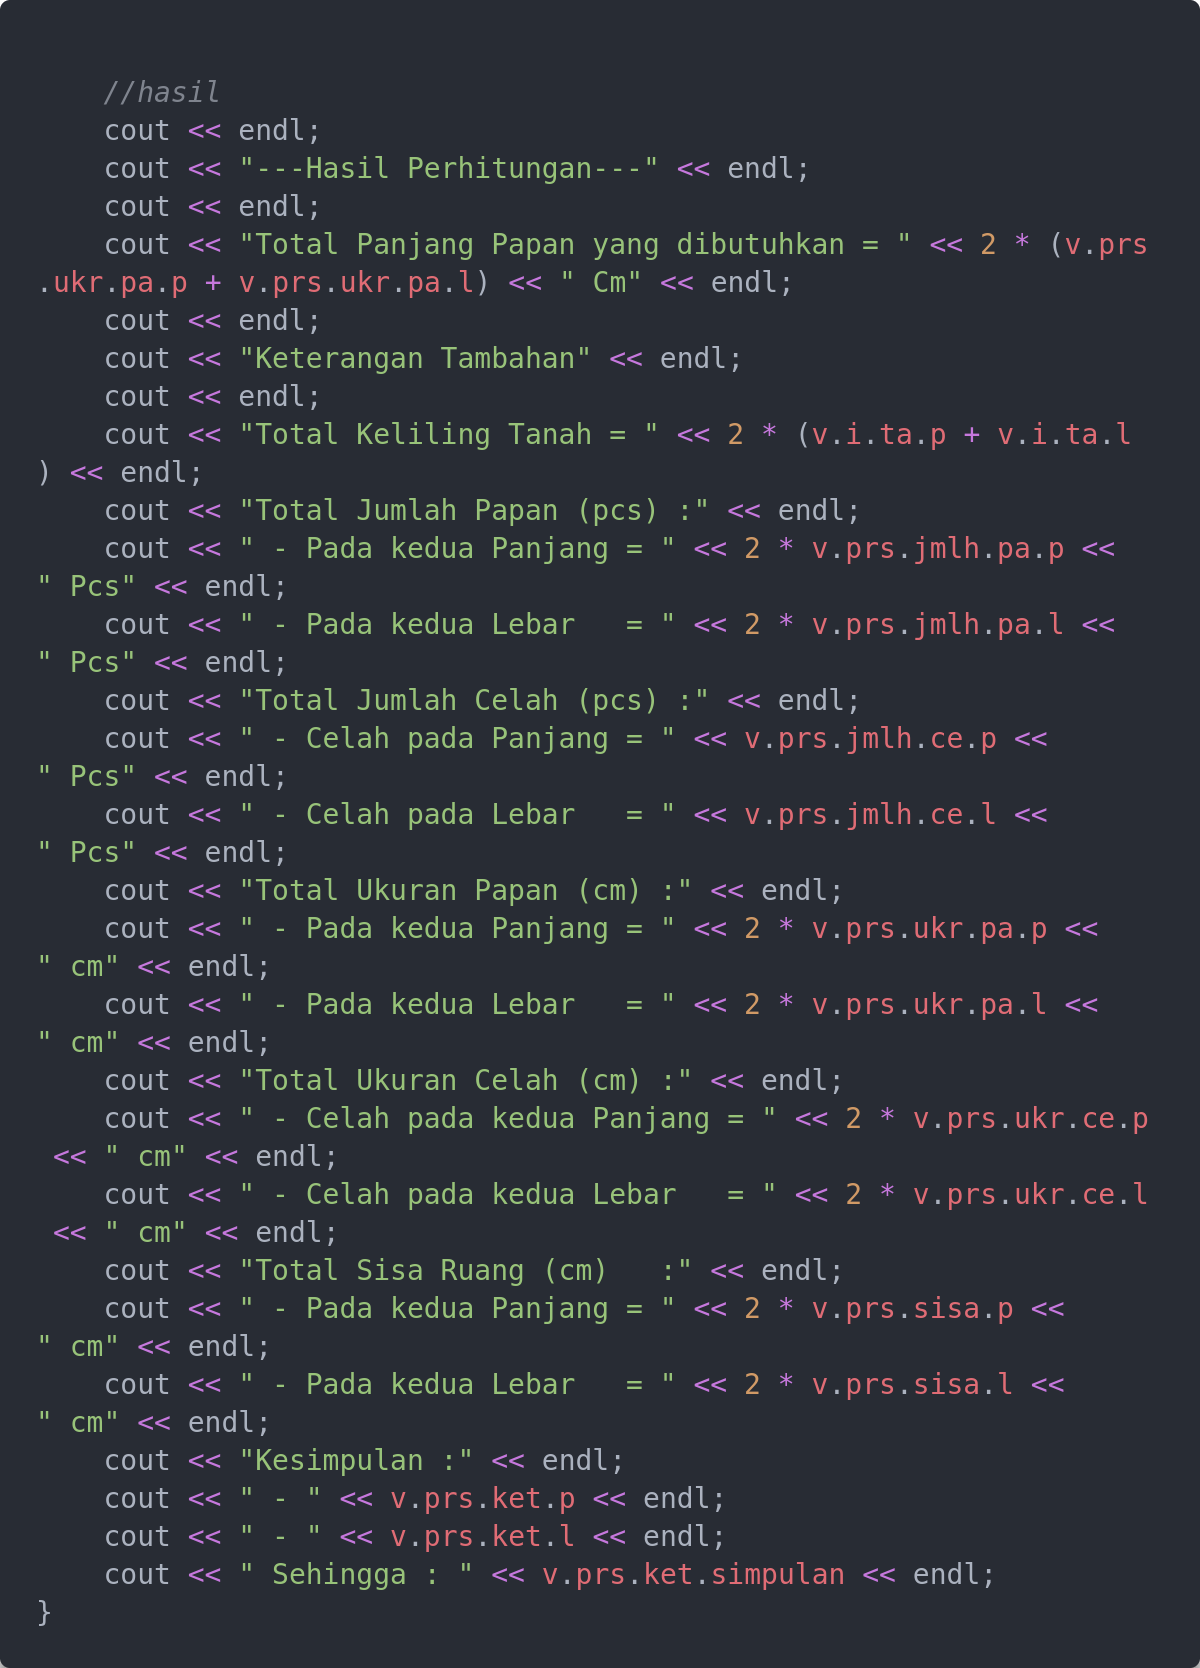 //hasil
cout << endl;
cout << "---Hasil Perhitungan---" << endl;
cout << endl;
cout << "Total Panjang Papan yang dibutuhkan = " << 2 * (v.prs
.ukr.pa.p + v.prs.ukr.pa.l) << " Cm" << endl;
cout << endl;
cout << "Keterangan Tambahan" << endl;
cout << endl;
cout << "Total Keliling Tanah = " << 2 * (v.i.ta.p + v.i.ta.l
) << endl;
cout << "Total Jumlah Papan (pcs) :" << endl;
cout << " - Pada kedua Panjang = " << 2 * v.prs.jmlh.pa.p <<
" Pcs" << endl;
cout << " - Pada kedua Lebar   = " << 2 * v.prs.jmlh.pa.l <<
" Pcs" << endl;
cout << "Total Jumlah Celah (pcs) :" << endl;
cout << " - Celah pada Panjang = " << v.prs.jmlh.ce.p <<
" Pcs" << endl;
cout << " - Celah pada Lebar   = " << v.prs.jmlh.ce.l <<
" Pcs" << endl;
cout << "Total Ukuran Papan (cm) :" << endl;
cout << " - Pada kedua Panjang = " << 2 * v.prs.ukr.pa.p <<
" cm" << endl;
cout << " - Pada kedua Lebar   = " << 2 * v.prs.ukr.pa.l <<
" cm" << endl;
cout << "Total Ukuran Celah (cm) :" << endl;
cout << " - Celah pada kedua Panjang = " << 2 * v.prs.ukr.ce.p
<< " cm" << endl;
cout << " - Celah pada kedua Lebar   = " << 2 * v.prs.ukr.ce.l
<< " cm" << endl;
cout << "Total Sisa Ruang (cm)   :" << endl;
cout << " - Pada kedua Panjang = " << 2 * v.prs.sisa.p <<
" cm" << endl;
cout << " - Pada kedua Lebar   = " << 2 * v.prs.sisa.l <<
" cm" << endl;
cout << "Kesimpulan :" << endl;
cout << " - " << v.prs.ket.p << endl;
cout << " - " << v.prs.ket.l << endl;
cout << " Sehingga : " << v.prs.ket.simpulan << endl;
}